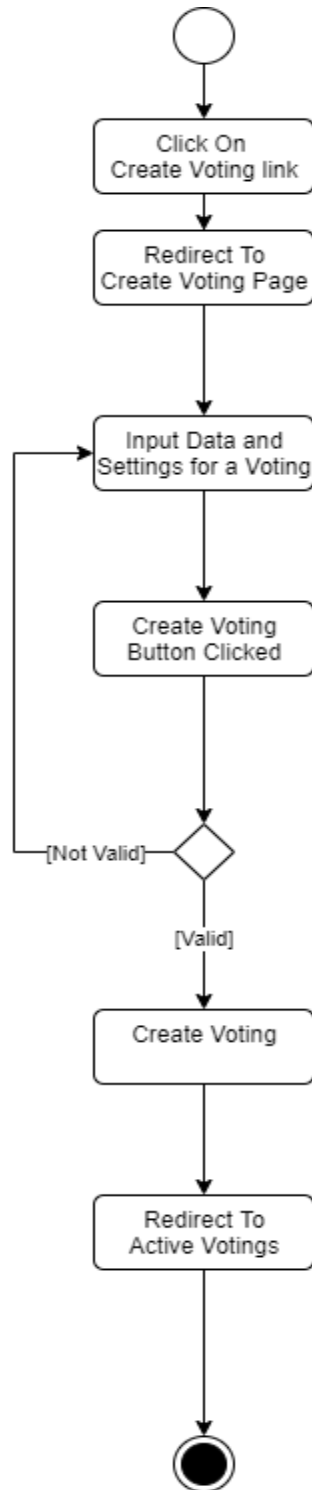 Click On
Create Voting link
Redirect To
Create Voting Page
Input Data and
Settings for a Voting
Create Voting
Button Clicked
[Not Valid]
[Valid]
Create Voting
Redirect To
Active Votings